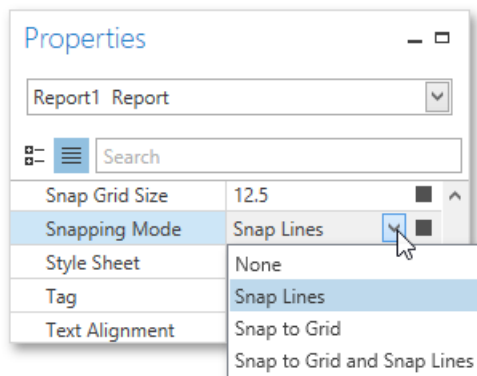 Properties
Report1 Report
Search
Snap Grid Size 12.5
Snapping Mode Snap Lines
Style Sheet None
Tag Snap Lines
Text Alignment Snap to Grid
Snap to Grid and Snap Lines